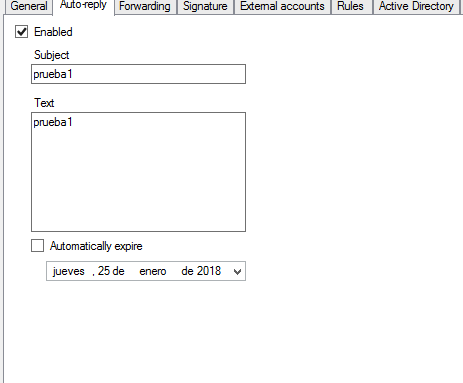 General Auto-reply Forwarding Signature External accounts Rules Active Directory
Enabled
Subject
prueba1
Text
prueba1
Automatically expire
jueves , 25 de enero de 2018